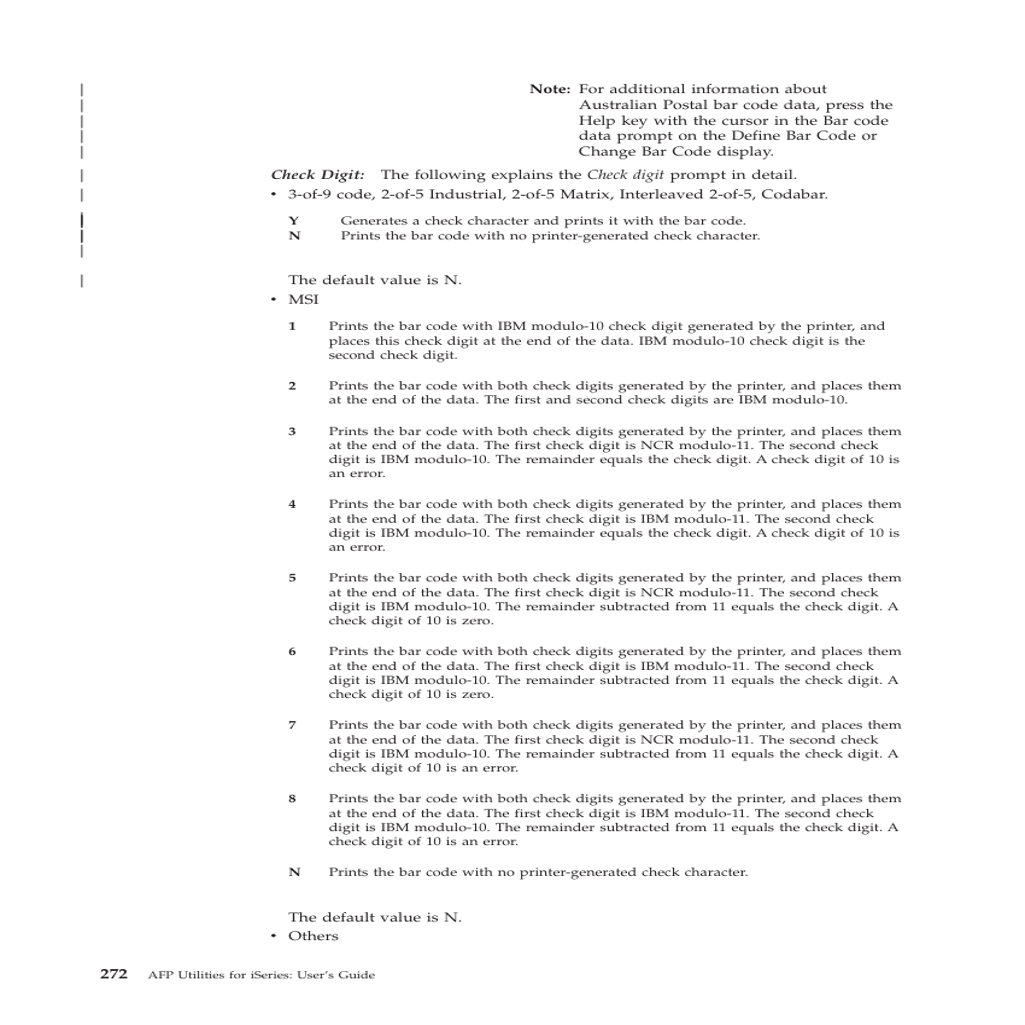 Note: For additional information about
Australian Postal bar code data, press the
Help key with the cursor in the Bar code
data prompt on the Define Bar Code or
Change Bar Code display.
Check Digit: The following explains the Check digit prompt in detail.
• 3-of-9 code, 2-of-5 Industrial, 2-of-5 Matrix, Interleaved 2-of-5, Codabar.
Y Generates a check character and prints it with the bar code.
N Prints the bar code with no printer-generated check character.
The default value is N.
• MSI
1 Prints the bar code with IBM modulo-10 check digit generated by the printer, and
places this check digit at the end of the data. IBM modulo-10 check digit is the
second check digit.
2 Prints the bar code with both check digits generated by the printer, and places them
at the end of the data. The first and second check digits are IBM modulo-10.
3 Prints the bar code with both check digits generated by the printer, and places them
at the end of the data. The first check digit is NCR modulo-11. The second check
digit is IBM modulo-10. The remainder equals the check digit. A check digit of 10 is
an error.
4 Prints the bar code with both check digits generated by the printer, and places them
at the end of the data. The first check digit is IBM modulo-11. The second check
digit is IBM modulo-10. The remainder equals the check digit. A check digit of 10 is
an error.
5 Prints the bar code with both check digits generated by the printer, and places them
at the end of the data. The first check digit is NCR modulo-11. The second check
digit is IBM modulo-10. The remainder subtracted from 11 equals the check digit. A
check digit of 10 is zero.
6 Prints the bar code with both check digits generated by the printer, and places them
at the end of the data. The first check digit is IBM modulo-11. The second check
digit is IBM modulo-10. The remainder subtracted from 11 equals the check digit. A
check digit of 10 is zero.
7 Prints the bar code with both check digits generated by the printer, and places them
at the end of the data. The first check digit is NCR modulo-11. The second check
digit is IBM modulo-10. The remainder subtracted from 11 equals the check digit. A
check digit of 10 is an error.
8 Prints the bar code with both check digits generated by the printer, and places them
at the end of the data. The first check digit is IBM modulo-11. The second check
digit is IBM modulo-10. The remainder subtracted from 11 equals the check digit. A
check digit of 10 is an error.
N Prints the bar code with no printer-generated check character.
The default value is N.
• Others
272 AFP Utilities for iSeries: User's Guide